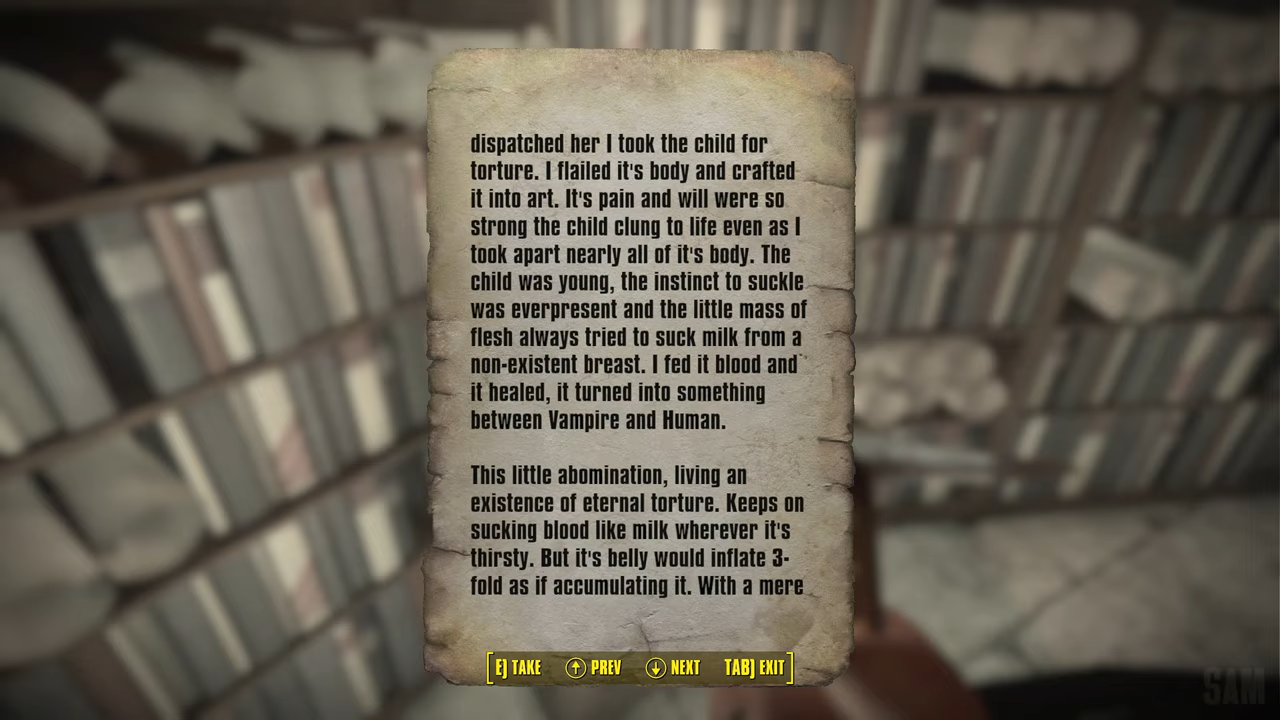 dispatched her I took the child for
torture. I flailed it's body and crafted
it into art. It's pain and will were so
strong the child clung to life even as I
took apart nearly all of it's body. The
child was young, the instinct to suckle
was everpresent and the little mass of
flesh always tried to suck milk from a
non-existent breast. I fed it blood and
it healed, it turned into something
between Vampire and Human.
This little abomination, living an
existence of eternal torture. Keeps on
sucking blood like milk wherever it's
thirsty. But it's belly would inflate 3-
fold as if accumulating it. With a mere
E] TAKE PREV NEXT TAB] EXIT
SAM